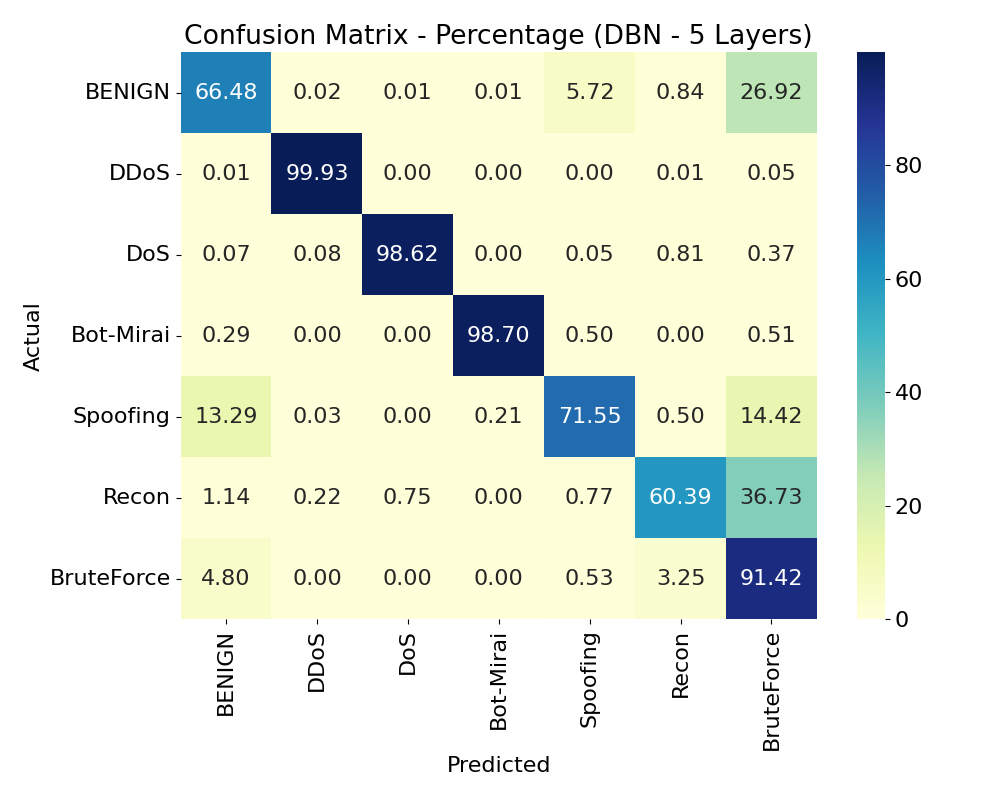 Confusion Matrix - Percentage (DBN - 5 Layers)
BENIGN 66.48 0.02 0.01 0.01 5.72 0.84 26.92
DDoS 0.01 99.93 0.00 0.00 0.00 0.01 0.05
DoS 0.07 0.08 98.62 0.00 0.05 0.81 0.37
Bot-Mirai 0.29 0.00 0.00 98.70 0.50 0.00 0.51
Spoofing 13.29 0.03 0.00 0.21 71.55 0.50 14.42
Recon 1.14 0.22 0.75 0.00 0.77 60.39 36.73
BruteForce 4.80 0.00 0.00 0.00 0.53 3.25 91.42
Actual
BENIGN DDoS DoS Bot-Mirai Spoofing Recon BruteForce
Predicted
80
60
40
20
0